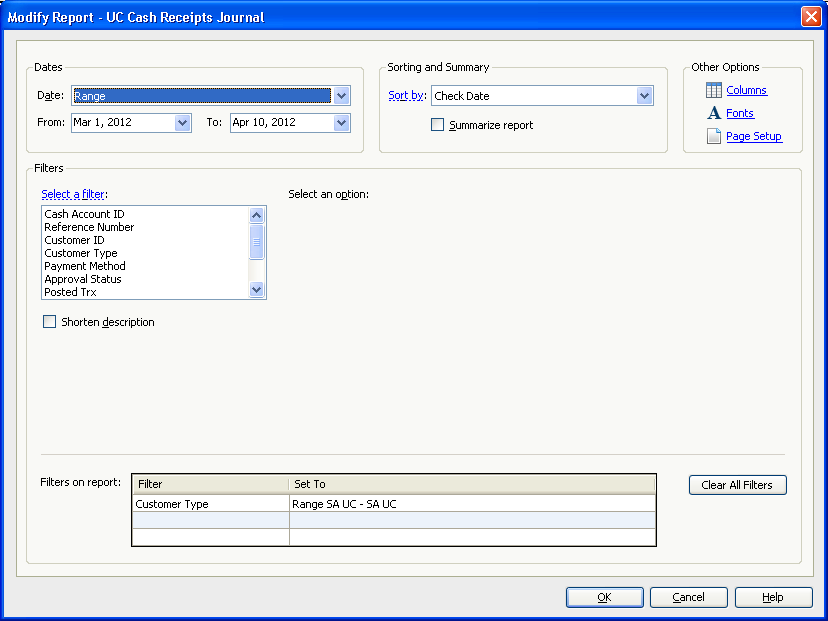 Modify Report - UC Cash Receipts Journal
Dates
Date: Range
From: Mar 1, 2012 To: Apr 10, 2012
Sorting and Summary
Sort by: Check Date
Summarize report
Other Options
Columns
Fonts
Page Setup
Filters
Select a filter:
Cash Account ID
Reference Number
Customer ID
Customer Type
Payment Method
Approval Status
Posted Trx
Select an option:
Shorten description
Filters on report:
Filter Set To
Customer Type Range SA UC - SA UC
Clear All Filters
OK Cancel Help